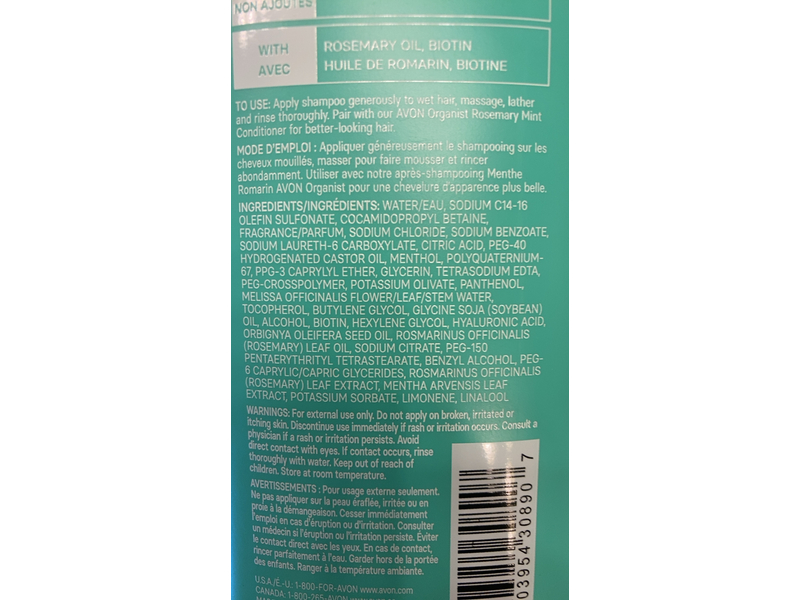 NON AJOUTÉS
WITH
AVEC
ROSEMARY OIL, BIOTIN
HUILE DE ROMARIN, BIOTINE
TO USE: Apply shampoo generously to wet hair, massage, lather
and rinse thoroughly. Pair with our AVON Organist Rosemary Mint
Conditioner for better-looking hair.
MODE D'EMPLOI : Appliquer généreusement le shampooing sur les
cheveux mouillés, masser pour faire mousser et rincer
abondamment. Utiliser avec notre après-shampooing Menthe
Romarin AVON Organist pour une chevelure d'apparence plus belle.
INGREDIENTS/INGRÉDIENTS: WATER/EAU, SODIUM C14-16
OLEFIN SULFONATE, COCAMIDOPROPYL BETAINE,
FRAGRANCE/PARFUM, SODIUM CHLORIDE, SODIUM BENZOATE,
SODIUM LAURETH-6 CARBOXYLATE, CITRIC ACID, PEG-40
HYDROGENATED CASTOR OIL, MENTHOL, POLYQUATERNIUM-
67, PPG-3 CAPRYLYL ETHER, GLYCERIN, TETRASODIUM EDTA,
PEG-CROSSPOLYMER, POTASSIUM OLIVATE, PANTHENOL,
MELISSA OFFICINALIS FLOWER/LEAF/STEM WATER,
TOCOPHEROL, BUTYLENE GLYCOL, GLYCINE SOJA (SOYBEAN)
OIL, ALCOHOL, BIOTIN, HEXYLENE GLYCOL, HYALURONIC ACID,
ORBIGNYA OLEIFERA SEED OIL, ROSMARINUS OFFICINALIS
(ROSEMARY) LEAF OIL, SODIUM CITRATE, PEG-150
PENTAERYTHRITYL TETRASTEARATE, BENZYL ALCOHOL, PEG-
6 CAPRYLIC/CAPRIC GLYCERIDES, ROSMARINUS OFFICINALIS
(ROSEMARY) LEAF EXTRACT, MENTHA ARVENSIS LEAF
EXTRACT, POTASSIUM SORBATE, LIMONENE, LINALOOL
WARNINGS: For external use only. Do not apply on broken, irritated or
itching skin. Discontinue use immediately if rash or irritation occurs. Consult a
physician if a rash or irritation persists. Avoid
direct contact with eyes. If contact occurs, rinse
thoroughly with water. Keep out of reach of
children. Store at room temperature.
AVERTISSEMENTS : Pour usage externe seulement.
Ne pas appliquer sur la peau éraflée, irritée ou en
proie à la démangeaison. Cesser immédiatement
l'emploi en cas d'éruption ou d'irritation. Consulter
un médecin si l'éruption ou l'irritation persiste. Éviter
le contact direct avec les yeux. En cas de contact,
rincer parfaitement à l'eau. Garder hors de la portée
des enfants. Ranger à la température ambiante.
U.S.A./É.-U.: 1-800-FOR-AVON www.avon.com
CANADA: 1-800-265-AVON
03954 30890 7